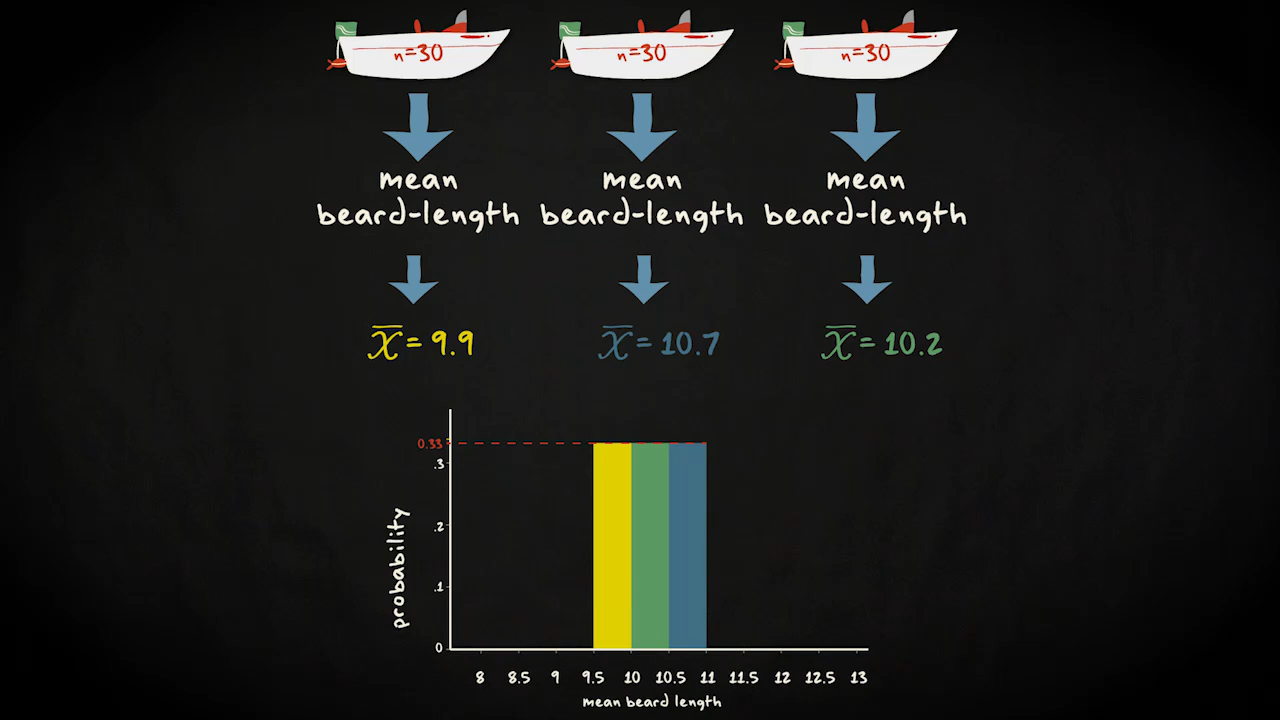 n=30 n=30 n=30
mean mean mean
beard-length beard-length beard-length
X̅ = 9.9 X̅ = 10.7 X̅ = 10.2
0.33
.3
.2
.1
0
probability
8 8.5 9 9.5 10 10.5 11 11.5 12 12.5 13
mean beard length